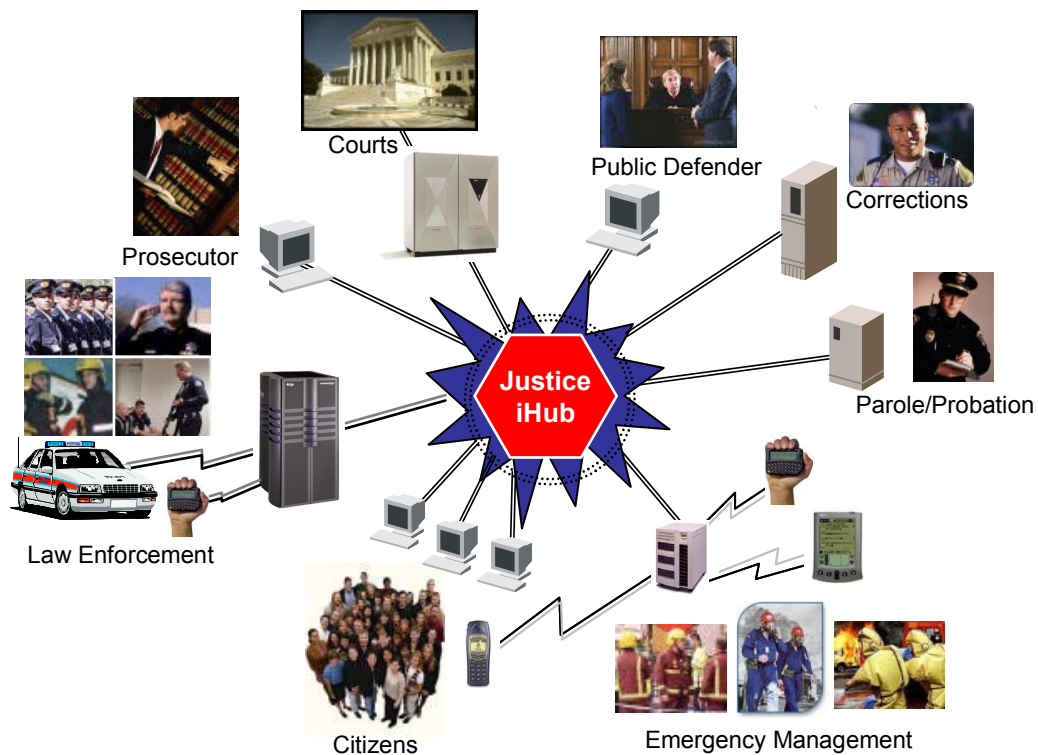 Courts
Public Defender
Corrections
Prosecutor
Justice
iHub
Parole/Probation
Law Enforcement
Citizens
Emergency Management